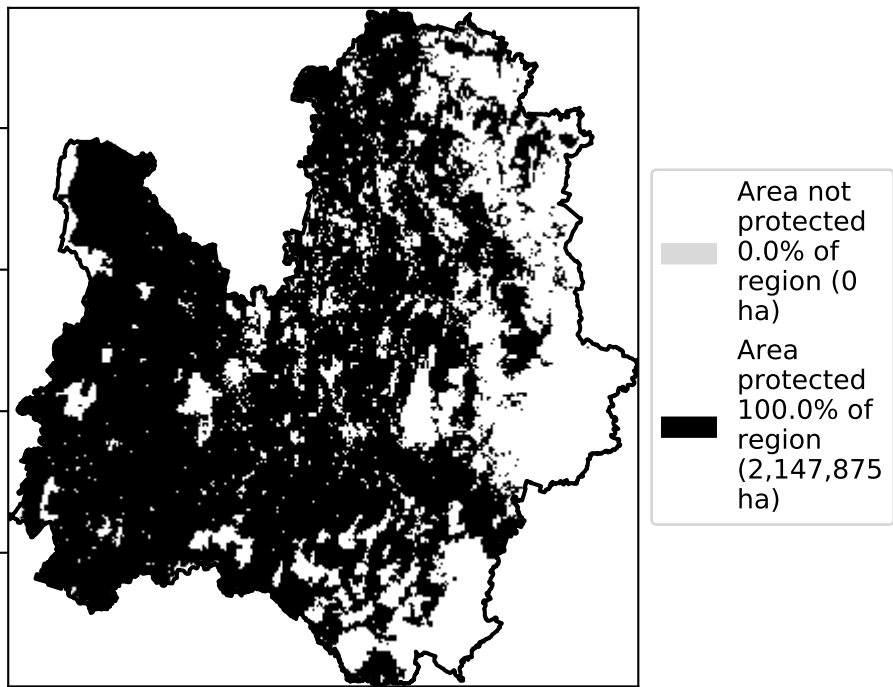 Area not
protected
0.0% of
region (0
ha)
Area
protected
100.0% of
region
(2,147,875
ha)